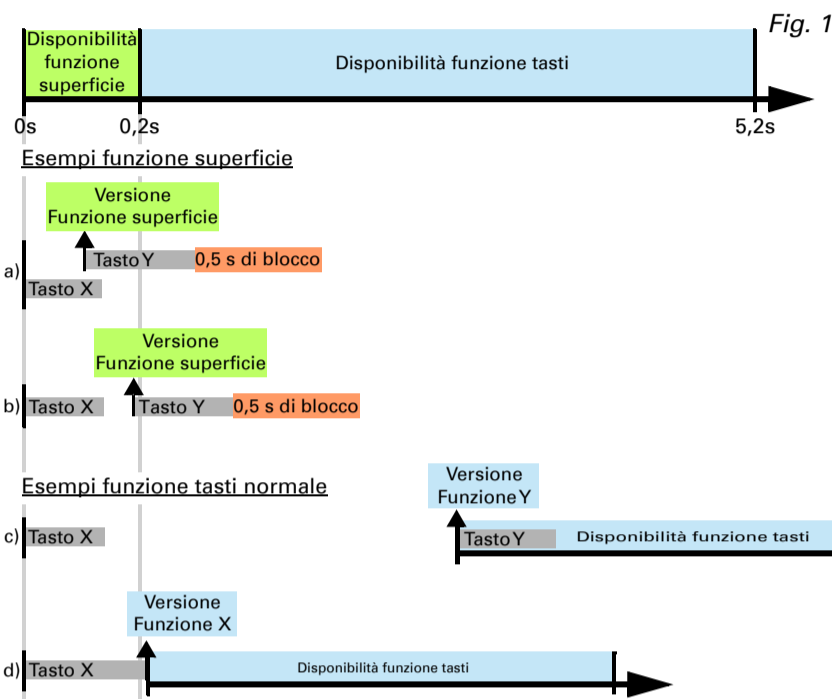 Fig. 1
Disponibilità
funzione
superficie
Disponibilità funzione tasti
0s
0,2s
5,2s
Esempi funzione superficie
Versione
Funzione superficie
a)
Tasto Y
0,5 s di blocco
Tasto X
Versione
Funzione superficie
b)
Tasto X
Tasto Y
0,5 s di blocco
Esempi funzione tasti normale
Versione
Funzione Y
c)
Tasto X
Tasto Y
Disponibilità funzione tasti
Versione
Funzione X
d)
Tasto X
Disponibilità funzione tasti